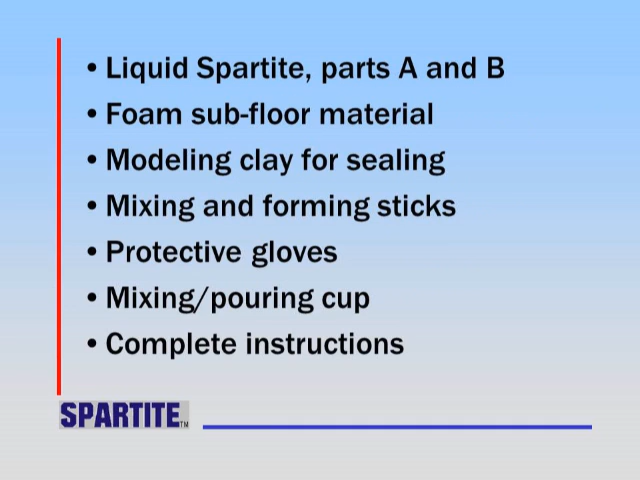 • Liquid Spartite, parts A and B
• Foam sub-floor material
• Modeling clay for sealing
• Mixing and forming sticks
• Protective gloves
• Mixing/pouring cup
• Complete instructions
SPARTITE™